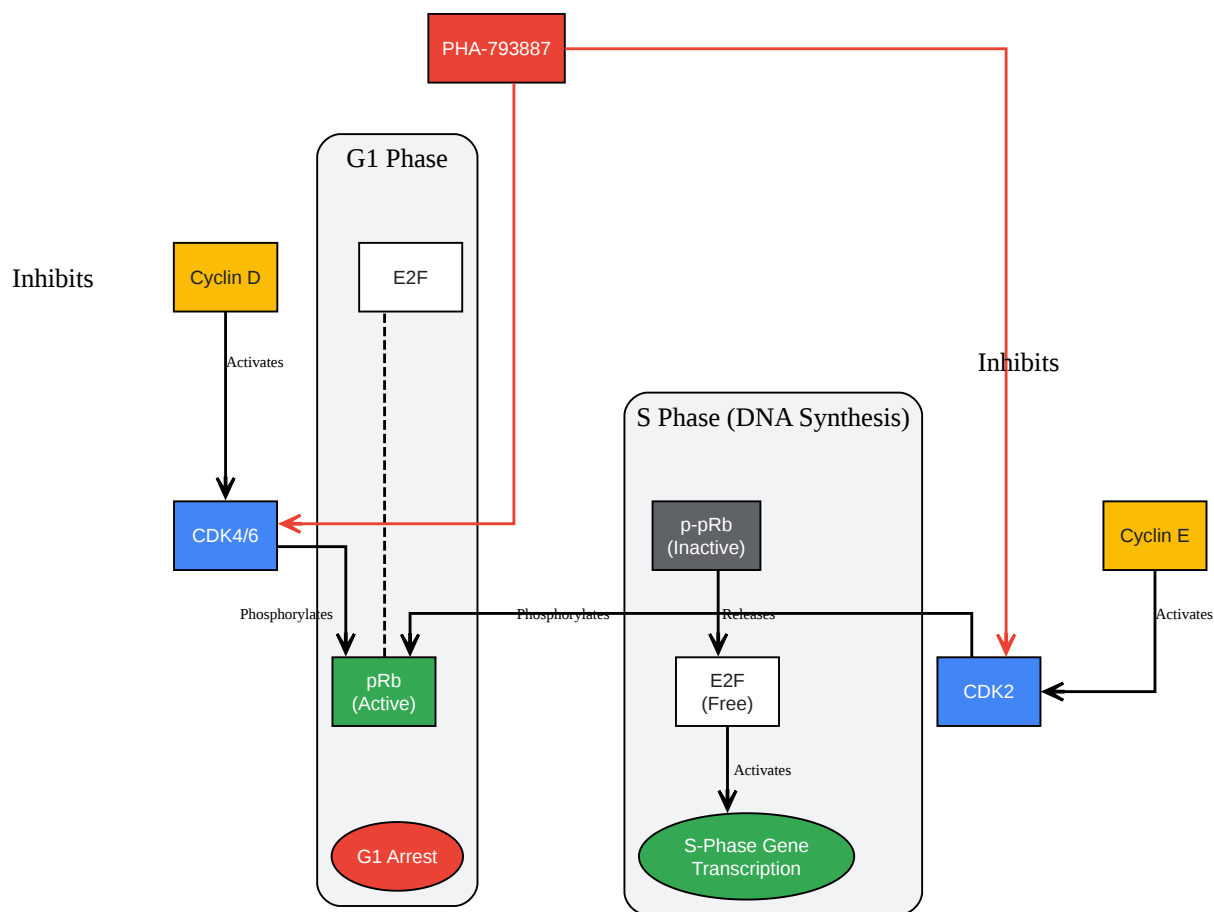 PHA-793887
G1 Phase
Inhibits
Cyclin D
E2F
Activates
Inhibits
S Phase (DNA Synthesis)
CDK4/6
p-pRb
(Inactive)
Cyclin E
Phosphorylates
Phosphorylates
Releases
Activates
pRb
(Active)
E2F
(Free)
CDK2
Activates
G1 Arrest
S-Phase Gene
Transcription